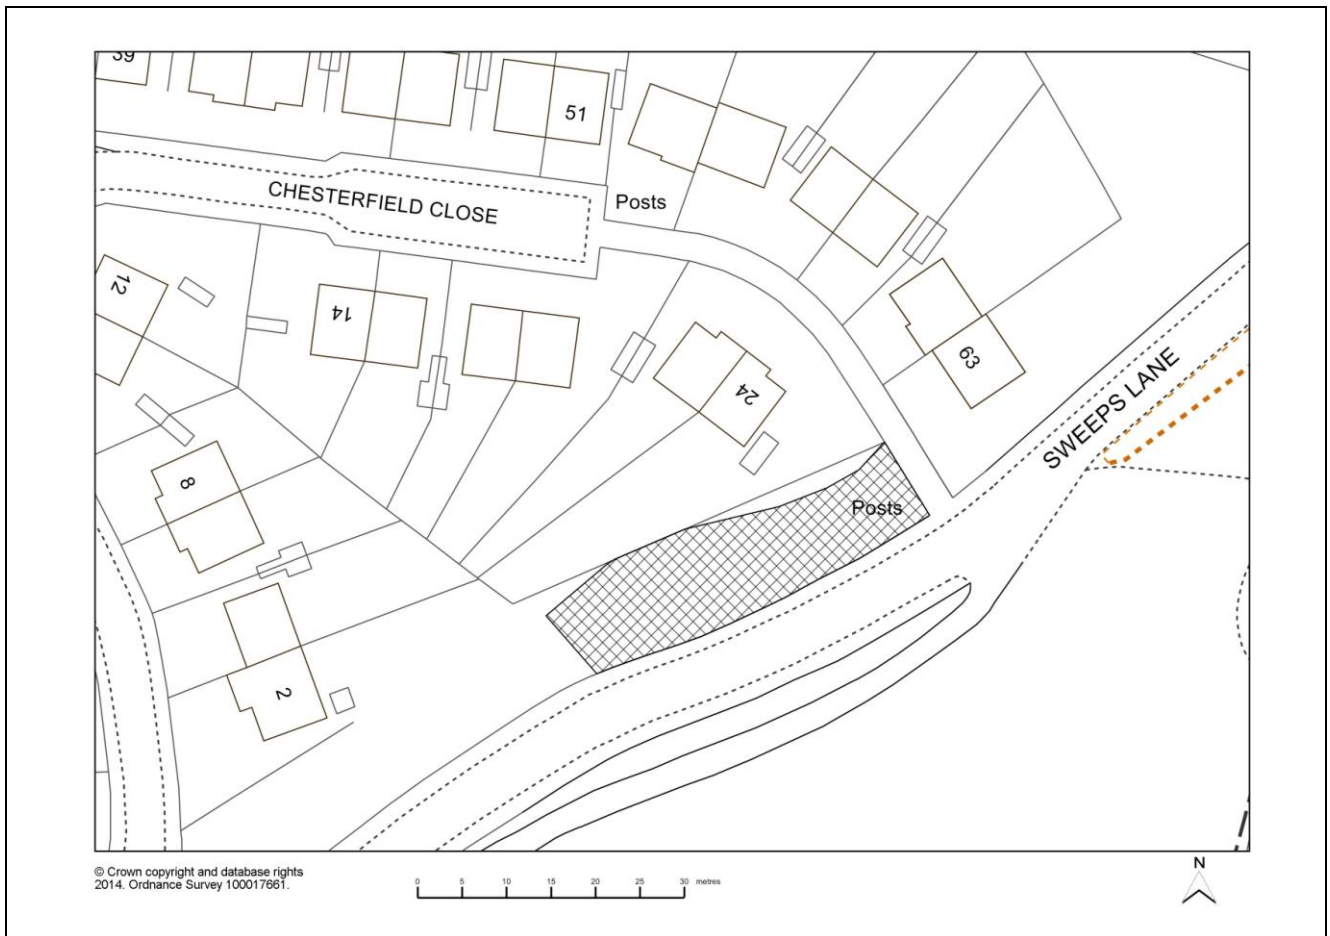 39
51
CHESTERFIELD CLOSE
Posts
12
14
63
24
SWEEPS LANE
8
Posts
2
© Crown copyright and database rights
2014. Ordnance Survey 100017661.
0 5 10 15 20 25 30 metres
N